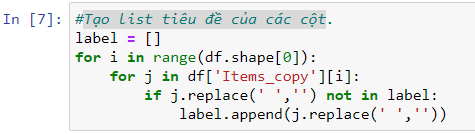 In [7]: #Tạo list tiêu đề của các cột.
label = []
for i in range(df.shape[0]):
    for j in df['Items_copy'][i]:
        if j.replace(' ','') not in label:
            label.append(j.replace(' ',''))